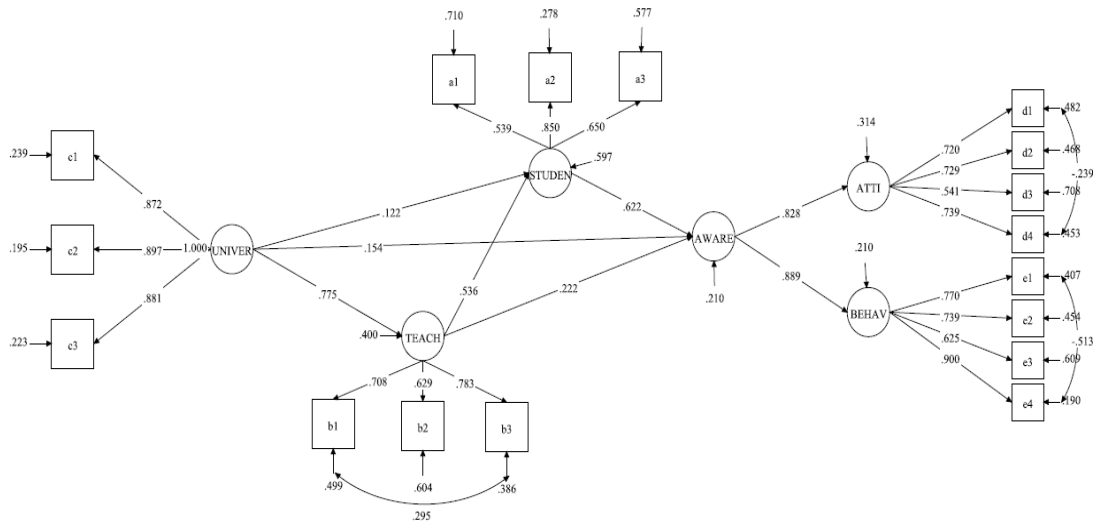 .710
.278
.577
a1
a2
a3
.539
.850
.650
.597
STUDEN
.239
c1
.872
.195
c2
.897
1.000
UNIVER
.881
.223
c3
.122
.154
.775
.536
.622
.222
.400
TEACH
.708
.629
.783
b1
b2
b3
.499
.604
.386
.295
AWARE
.210
.828
.889
.314
ATTI
.720
.729
.541
.739
d1
.482
d2
.468
-.239
d3
.708
d4
.453
.210
BEHAV
.770
.739
.625
.900
e1
.407
e2
.454
-.513
e3
.609
e4
.190